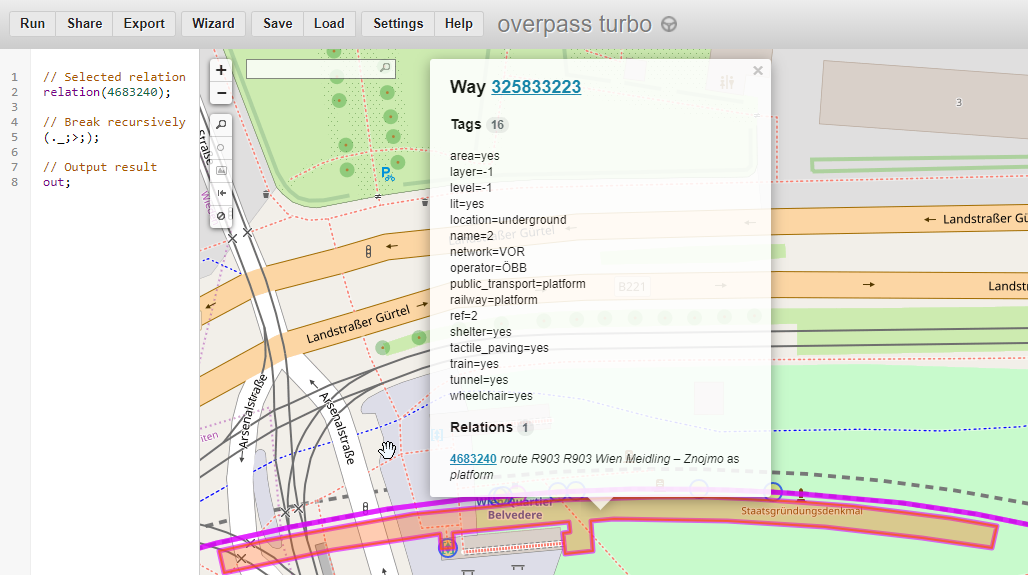 Run
Share
Export
Wizard
Save
Load
Settings
Help
overpass turbo
1 // Selected relation
2 relation(4683240);
3
4 // Break recursively
5 (._;>;);
6
7 // Output result
8 out;
+
−
Way 325833223
×
Tags 16
area=yes
layer=-1
level=-1
lit=yes
location=underground
name=2
network=VOR
operator=ÖBB
public_transport=platform
railway=platform
ref=2
shelter=yes
tactile_paving=yes
train=yes
tunnel=yes
wheelchair=yes
Relations 1
4683240 route R903 R903 Wien Meidling – Znojmo as
platform
3
Straße
Landstraßer Gü
Landstraßer Gürtel
B221
Landst
Landstraßer Gürtel
Arsenalstraße
Arsenalstraße
iten
Belvedere
Staatsgründungsdenkmal